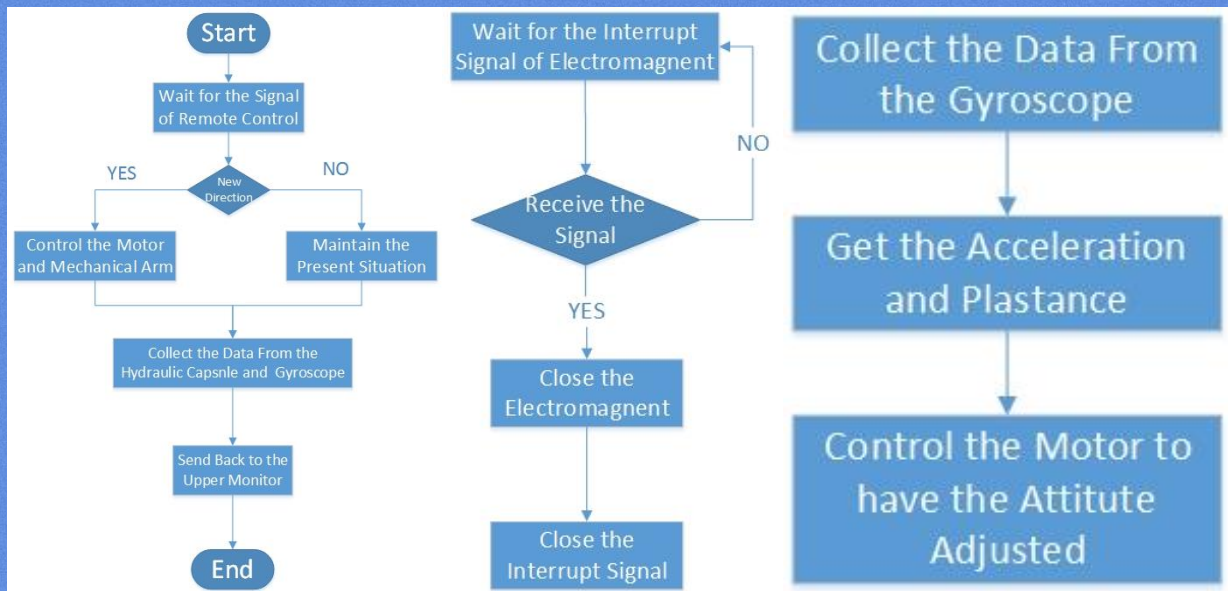 Start
Wait for the Signal
of Remote Control
YES
NO
New
Direction
Control the Motor
and Mechanical Arm
Maintain the
Present Situation
Collect the Data From the
Hydraulic Capsnle and Gyroscope
Send Back to the
Upper Monitor
End
Wait for the Interrupt
Signal of Electromagnent
NO
Receive the
Signal
YES
Close the
Electromagnent
Close the
Interrupt Signal
Collect the Data From
the Gyroscope
Get the Acceleration
and Plastance
Control the Motor to
have the Attitute
Adjusted